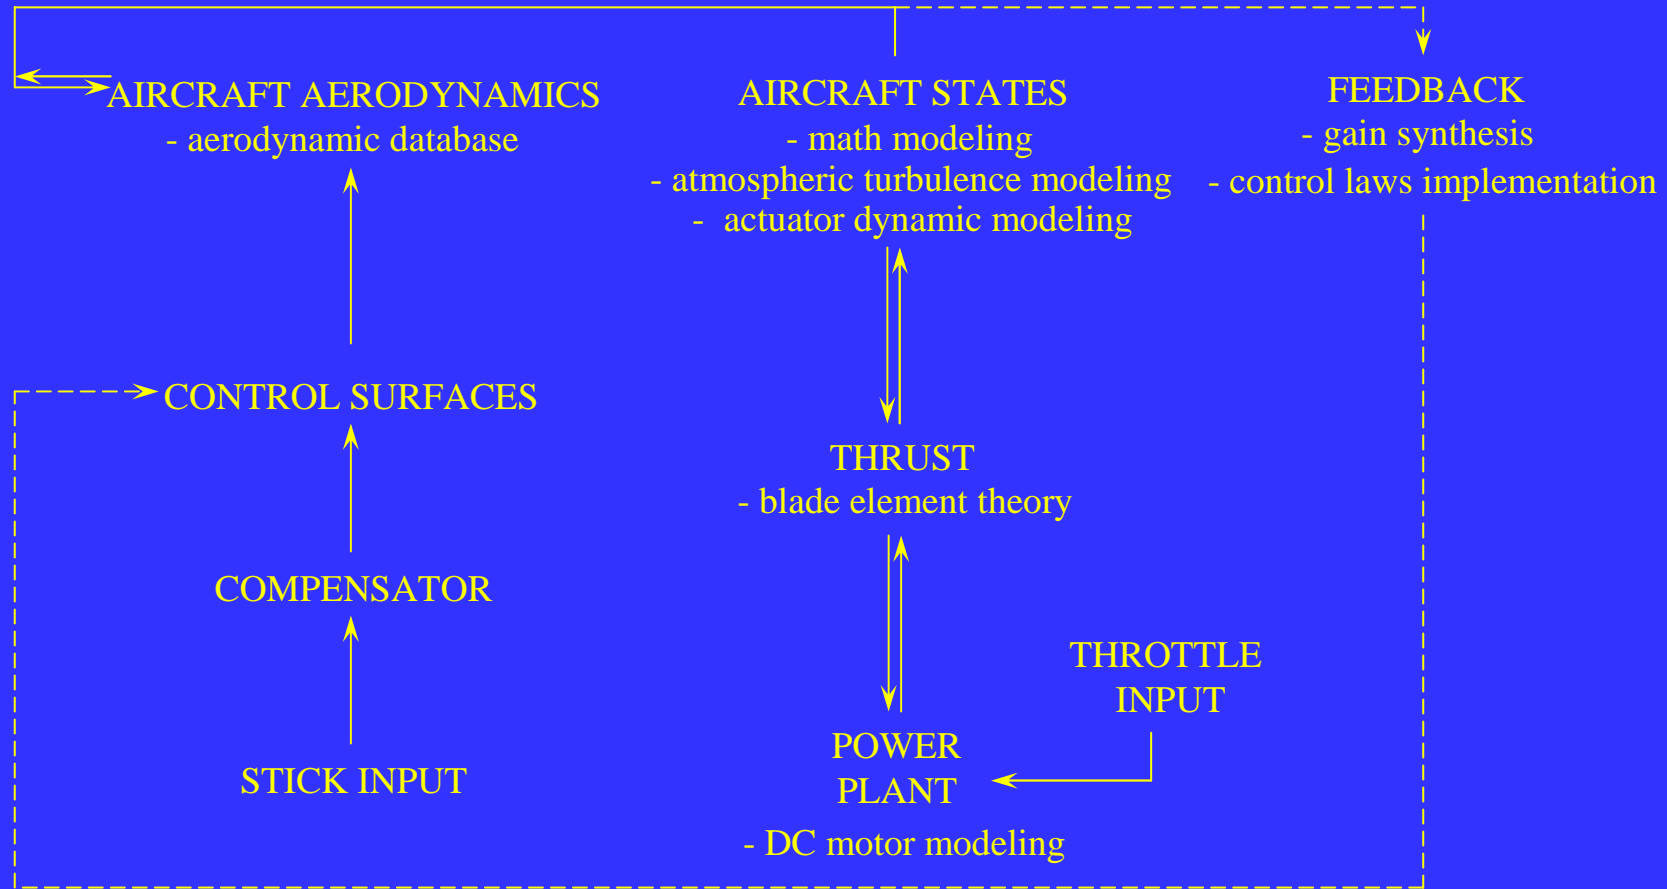 AIRCRAFT AERODYNAMICS
- aerodynamic database
AIRCRAFT STATES
- math modeling
- atmospheric turbulence modeling
- actuator dynamic modeling
FEEDBACK
- gain synthesis
- control laws implementation
CONTROL SURFACES
THRUST
- blade element theory
COMPENSATOR
THROTTLE
INPUT
STICK INPUT
POWER
PLANT
- DC motor modeling